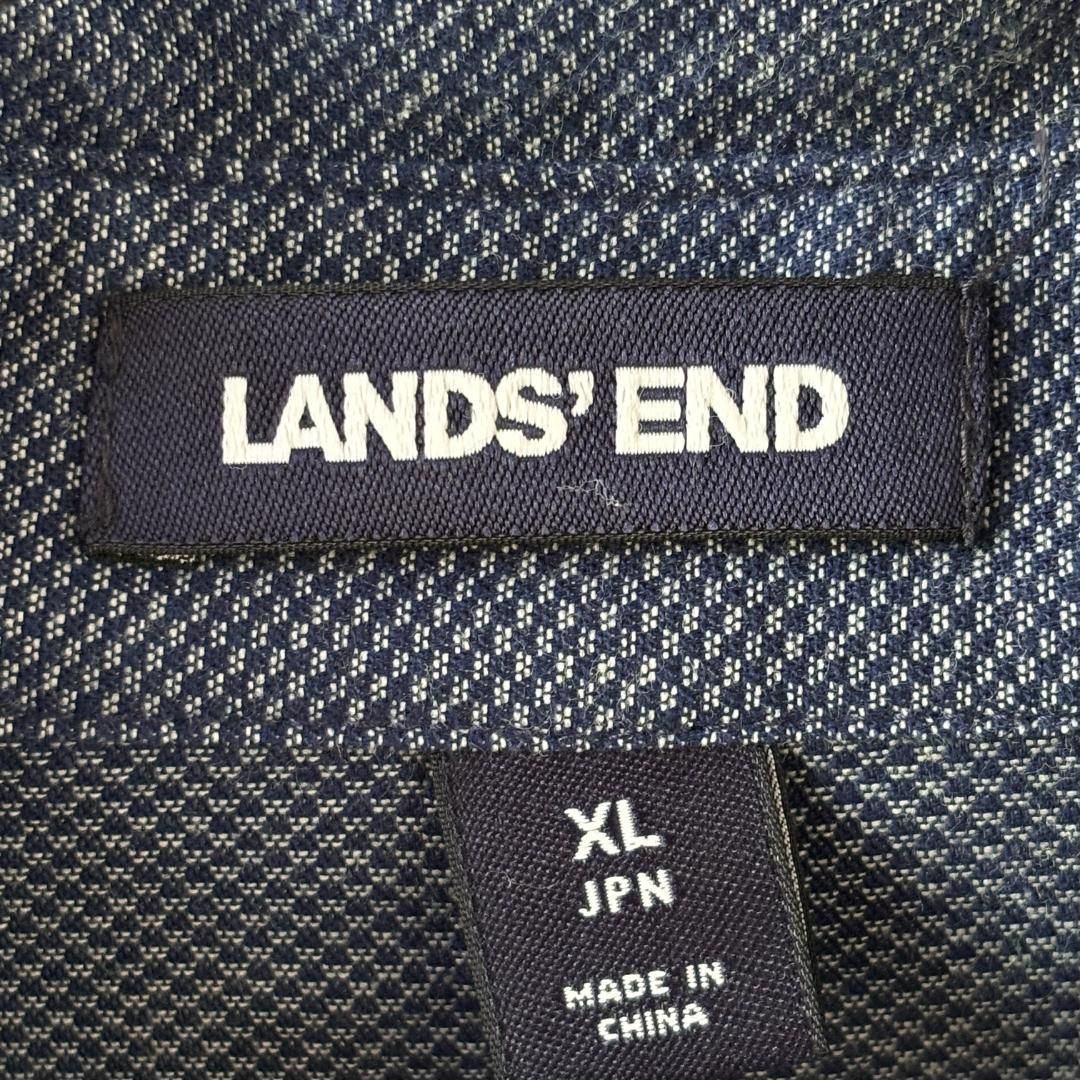 LANDS' END
XL
JPN
MADE IN
CHINA